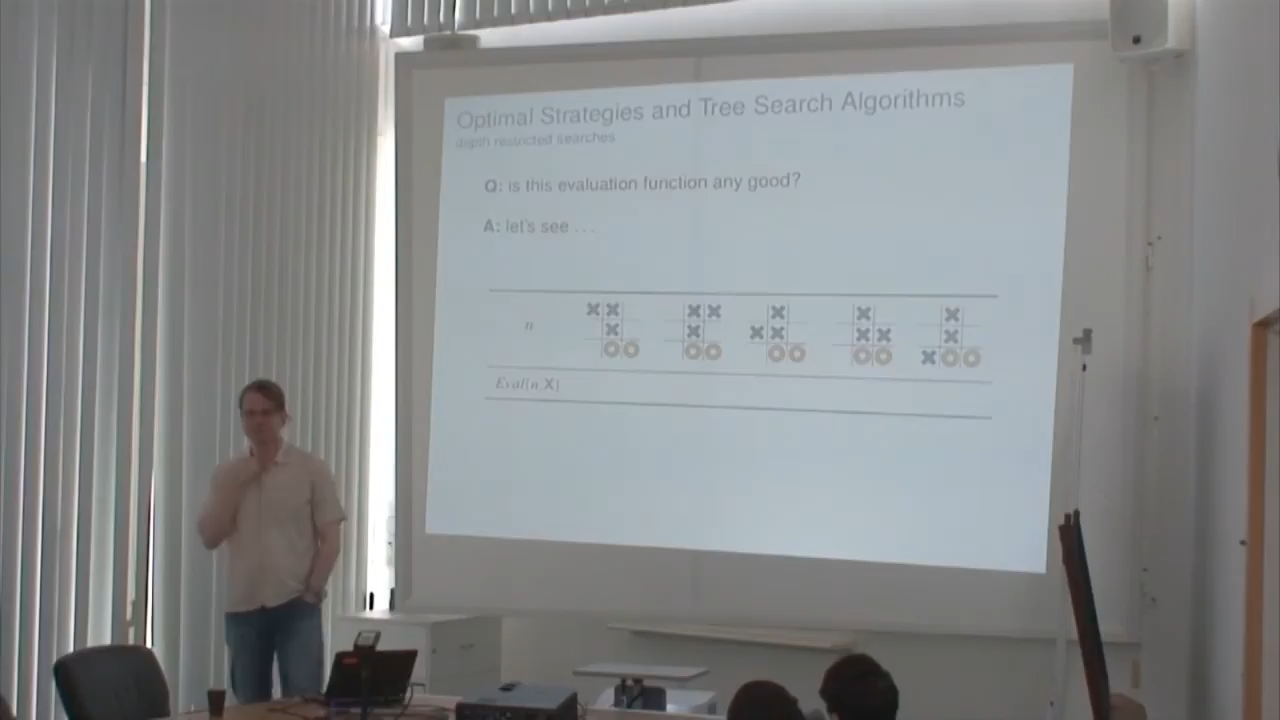 Optimal Strategies and Tree Search Algorithms
depth restricted searches
Q: is this evaluation function any good?
A: let's see . . .
n
Eval(n,X)